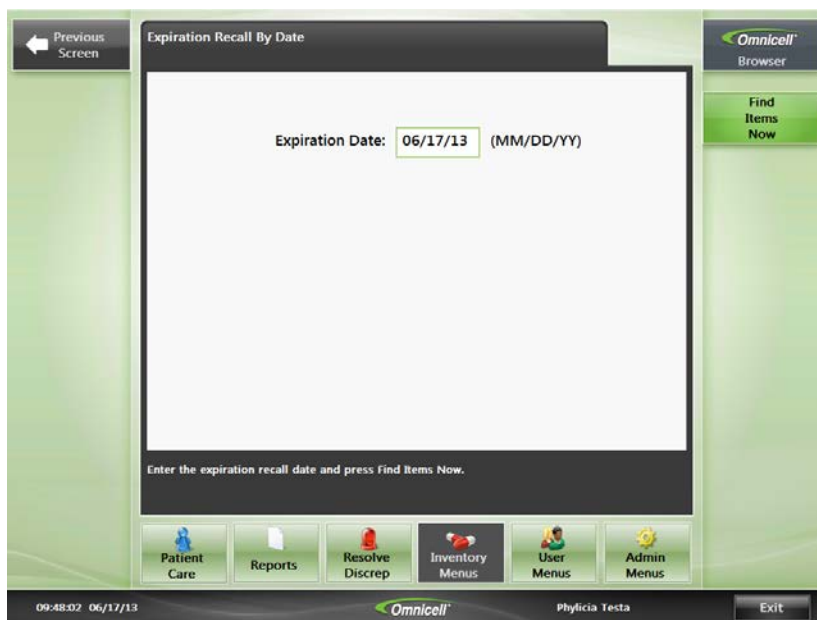 Previous
Screen
Expiration Recall By Date
Omnicell
Browser
Find
Items
Now
Expiration Date: 06/17/13 (MM/DD/YY)
Enter the expiration recall date and press Find Items Now.
Patient
Care
Reports
Resolve
Discrep
Inventory
Menus
User
Menus
Admin
Menus
09:48:02 06/17/13
Omnicell
Phylicia Testa
Exit